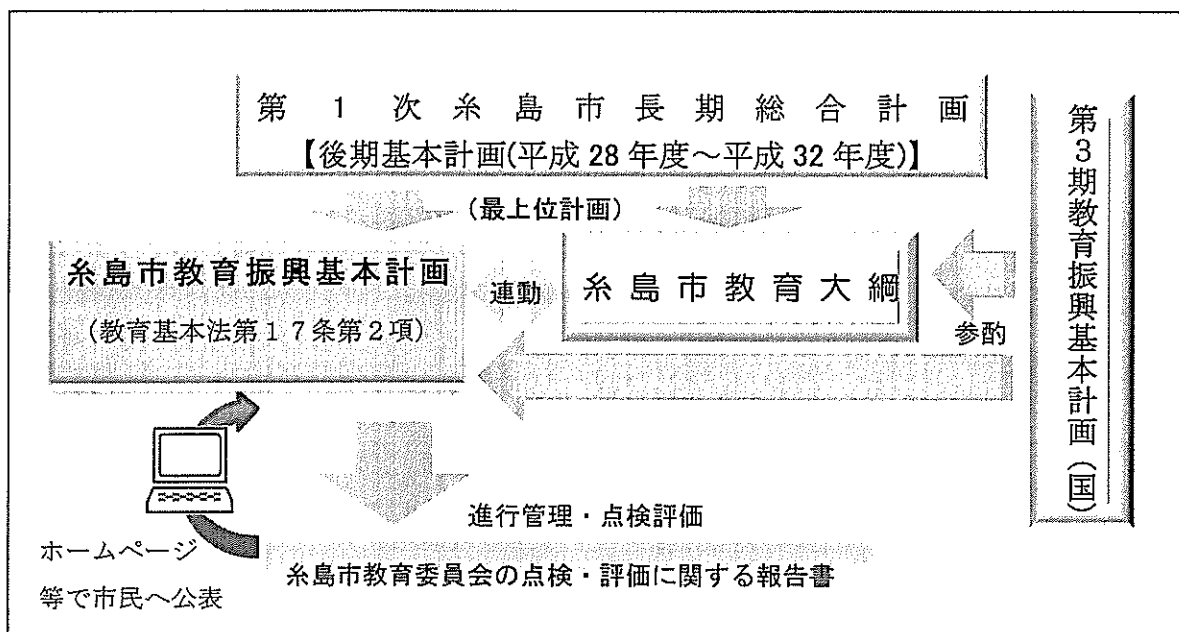 第１次糸島市長期総合計画
【後期基本計画(平成 28 年度～平成 32 年度)】
(最上位計画)
糸島市教育振興基本計画
(教育基本法第１７条第２項)
連動
糸島市教育大綱
参酌
第３期教育振興基本計画（国）
進行管理・点検評価
ホームページ
等で市民へ公表
糸島市教育委員会の点検・評価に関する報告書